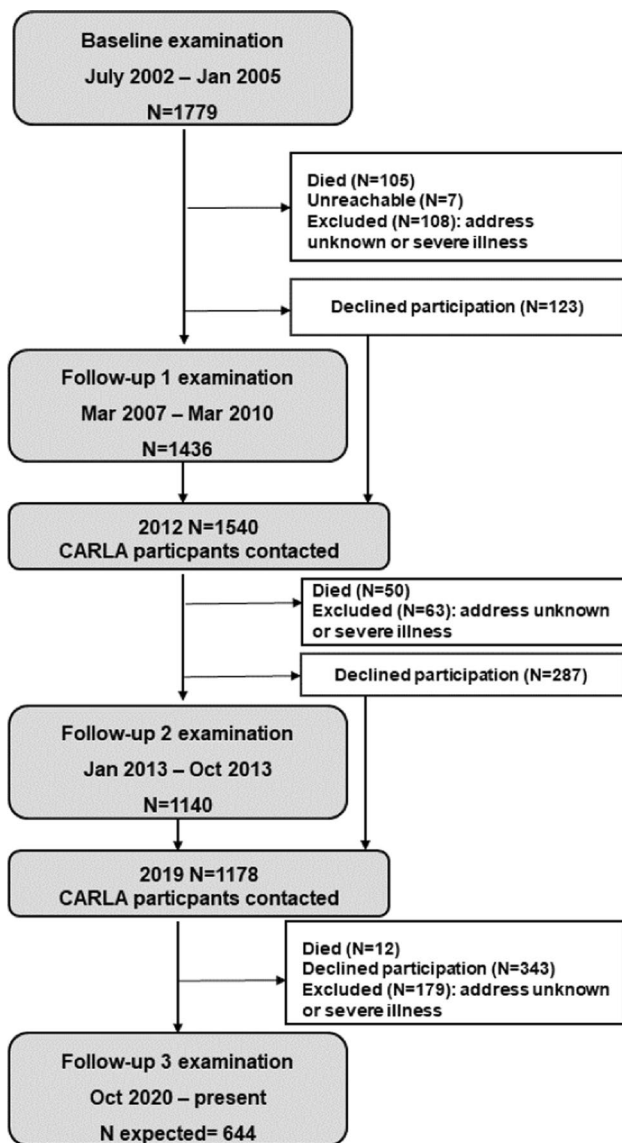 Baseline examination
July 2002 – Jan 2005
N=1779
Died (N=105)
Unreachable (N=7)
Excluded (N=108): address
unknown or severe illness
Declined participation (N=123)
Follow-up 1 examination
Mar 2007 – Mar 2010
N=1436
2012 N=1540
CARLA particpants contacted
Died (N=50)
Excluded (N=63): address unknown
or severe illness
Declined participation (N=287)
Follow-up 2 examination
Jan 2013 – Oct 2013
N=1140
2019 N=1178
CARLA particpants contacted
Died (N=12)
Declined participation (N=343)
Excluded (N=179): address unknown
or severe illness
Follow-up 3 examination
Oct 2020 – present
N expected= 644